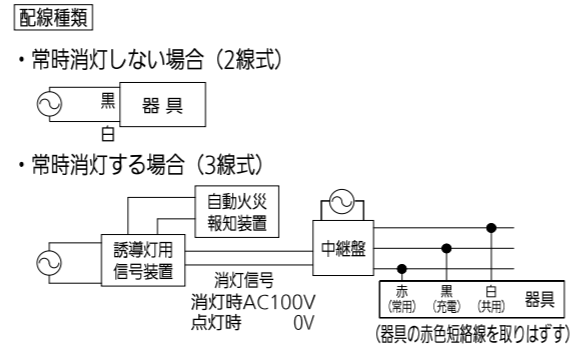 配線種類
・常時消灯しない場合（2線式）
黒
器具
白
・常時消灯する場合（3線式）
自動火災
報知装置
誘導灯用
信号装置
中継盤
消灯信号
消灯時AC100V
点灯時 0V
赤 黒 白 器具
（常用） （充電） （共用）
（器具の赤色短絡線を取りはずす）